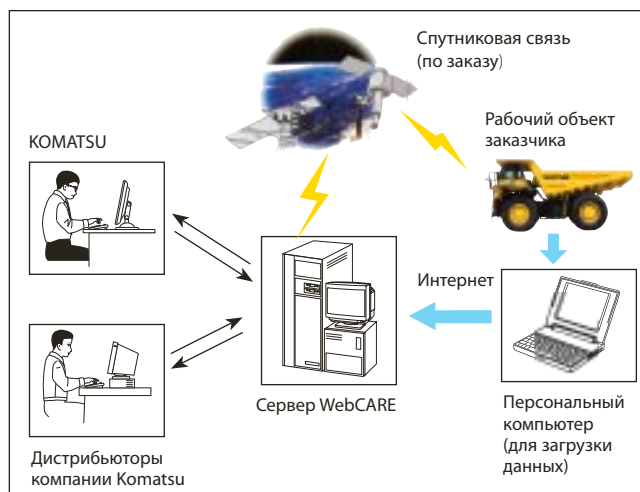 Спутниковая связь
(по заказу)
Рабочий объект
заказчика
KOMATSU
Интернет
Сервер WebCARE
Персональный
компьютер
(для загрузки
данных)
Дистрибьюторы
компании Komatsu